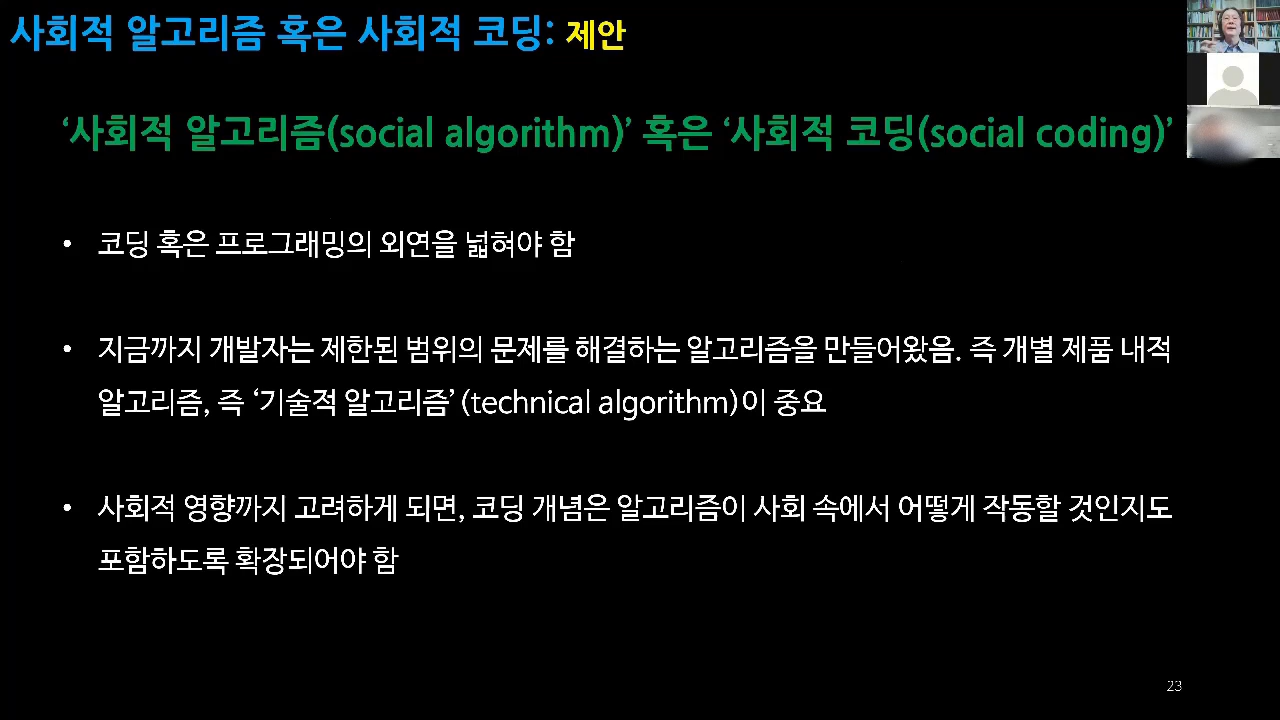 사회적 알고리즘 혹은 사회적 코딩: 제안
‘사회적 알고리즘(social algorithm)’ 혹은 ‘사회적 코딩(social coding)’
• 코딩 혹은 프로그래밍의 외연을 넓혀야 함
• 지금까지 개발자는 제한된 범위의 문제를 해결하는 알고리즘을 만들어왔음. 즉 개별 제품 내적
알고리즘, 즉 ‘기술적 알고리즘’ (technical algorithm)이 중요
• 사회적 영향까지 고려하게 되면, 코딩 개념은 알고리즘이 사회 속에서 어떻게 작동할 것인지도
포함하도록 확장되어야 함
23